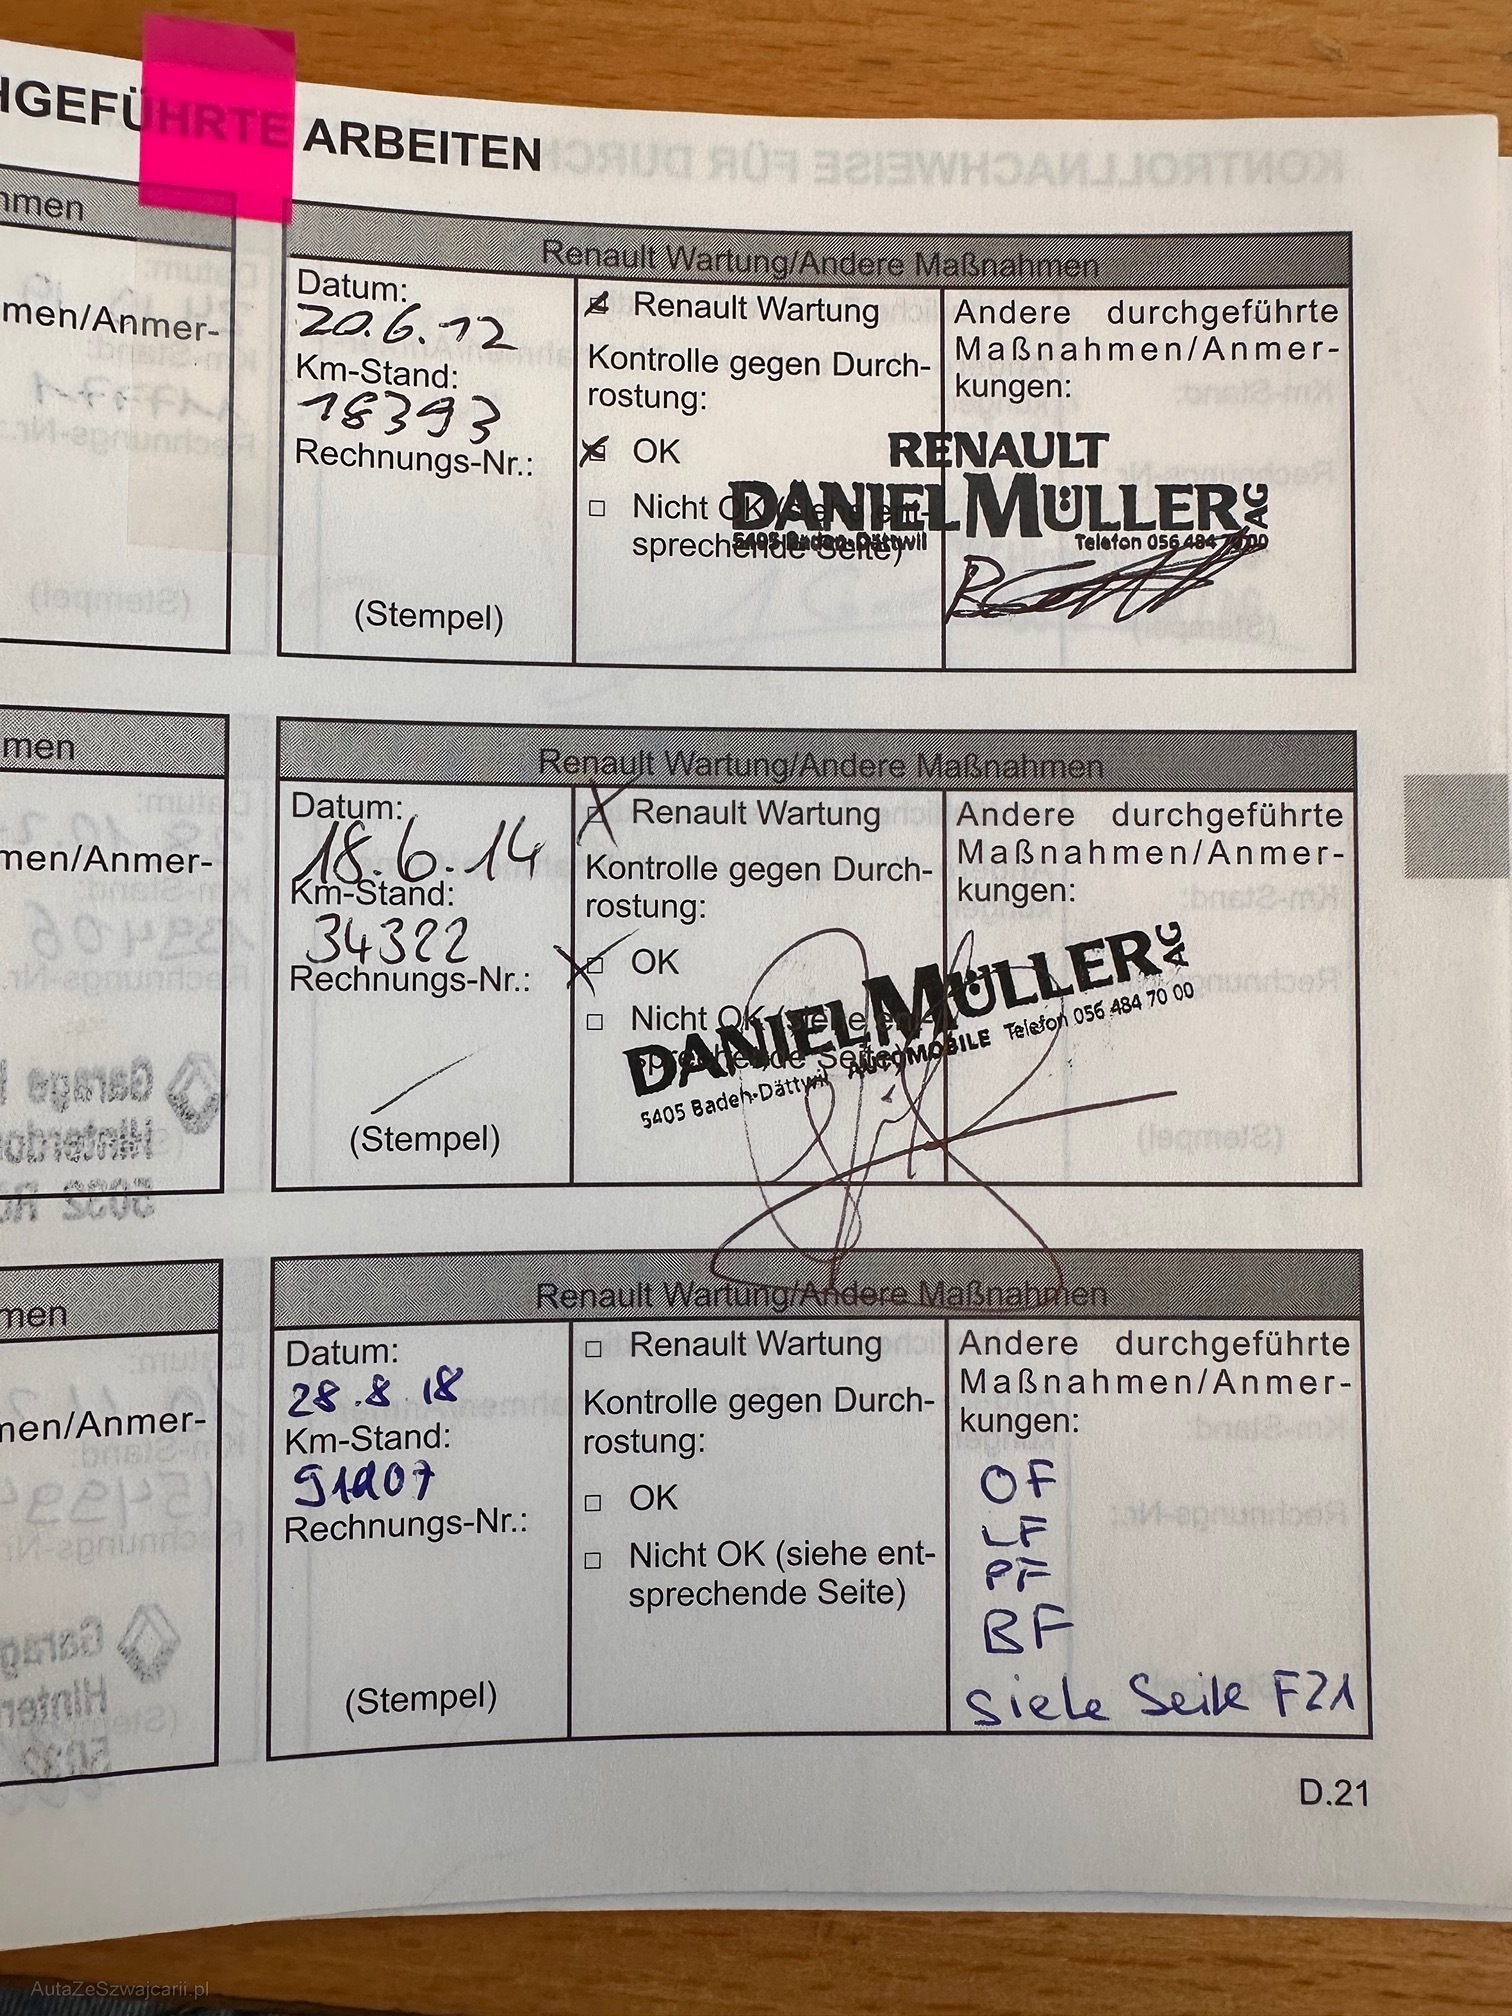 HGEFÜHRTE ARBEITEN
nmen
men/Anmer-
Renault Wartung/Andere Maßnahmen
Datum:
20.6.12
Km-Stand:
18393
Rechnungs-Nr.:
(Stempel)
Renault Wartung
Kontrolle gegen Durch-
rostung:
OK
Nicht OK (siehe ent-
sprechende Seite)
Andere durchgeführte
Maßnahmen/Anmer-
kungen:
RENAULT
DANIEL MÜLLER AG
5405 Baden-Dättwil Telefon 056 484 70 00
men
men/Anmer-
Renault Wartung/Andere Maßnahmen
Datum:
18.6.14
Km-Stand:
34322
Rechnungs-Nr.:
(Stempel)
Renault Wartung
Kontrolle gegen Durch-
rostung:
OK
Nicht OK (siehe ent-
sprechende Seite)
Andere durchgeführte
Maßnahmen/Anmer-
kungen:
DANIEL MÜLLER AG
5405 Baden-Dättwil AUTOMOBILE Telefon 056 484 70 00
men
men/Anmer-
Renault Wartung/Andere Maßnahmen
Datum:
28.8.18
Km-Stand:
Rechnungs-Nr.:
(Stempel)
Renault Wartung
Kontrolle gegen Durch-
rostung:
OK
Nicht OK (siehe ent-
sprechende Seite)
Andere durchgeführte
Maßnahmen/Anmer-
kungen:
OF
LF
PF
BF
siehe Seite F21
D.21
AutaZeSzwajcarii.pl